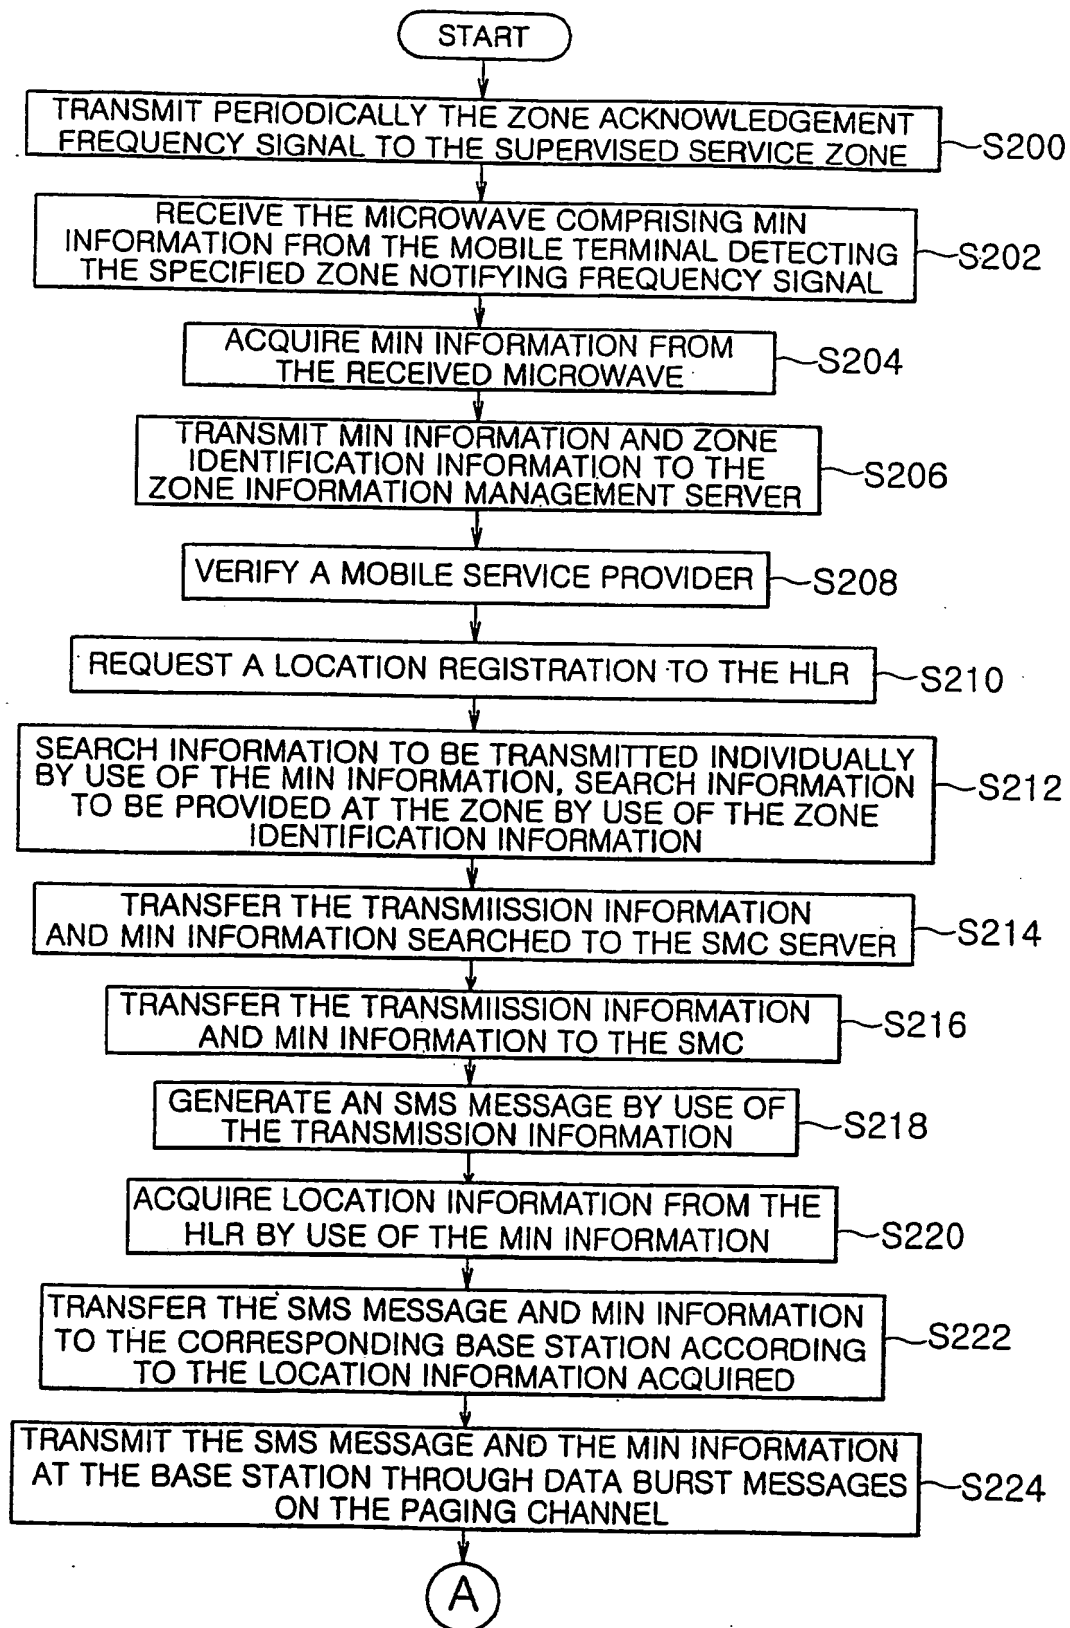 START
TRANSMIT PERIODICALLY THE ZONE ACKNOWLEDGEMENT
FREQUENCY SIGNAL TO THE SUPERVISED SERVICE ZONE
S200
RECEIVE THE MICROWAVE COMPRISING MIN
INFORMATION FROM THE MOBILE TERMINAL DETECTING
THE SPECIFIED ZONE NOTIFYING FREQUENCY SIGNAL
S202
ACQUIRE MIN INFORMATION FROM
THE RECEIVED MICROWAVE
S204
TRANSMIT MIN INFORMATION AND ZONE
IDENTIFICATION INFORMATION TO THE
ZONE INFORMATION MANAGEMENT SERVER
S206
VERIFY A MOBILE SERVICE PROVIDER
S208
REQUEST A LOCATION REGISTRATION TO THE HLR
S210
SEARCH INFORMATION TO BE TRANSMITTED INDIVIDUALLY
BY USE OF THE MIN INFORMATION, SEARCH INFORMATION
TO BE PROVIDED AT THE ZONE BY USE OF THE ZONE
IDENTIFICATION INFORMATION
S212
TRANSFER THE TRANSMIISSION INFORMATION
AND MIN INFORMATION SEARCHED TO THE SMC SERVER
S214
TRANSFER THE TRANSMIISSION INFORMATION
AND MIN INFORMATION TO THE SMC
S216
GENERATE AN SMS MESSAGE BY USE OF
THE TRANSMISSION INFORMATION
S218
ACQUIRE LOCATION INFORMATION FROM THE
HLR BY USE OF THE MIN INFORMATION
S220
TRANSFER THE SMS MESSAGE AND MIN INFORMATION
TO THE CORRESPONDING BASE STATION ACCORDING
TO THE LOCATION INFORMATION ACQUIRED
S222
TRANSMIT THE SMS MESSAGE AND THE MIN INFORMATION
AT THE BASE STATION THROUGH DATA BURST MESSAGES
ON THE PAGING CHANNEL
S224
A